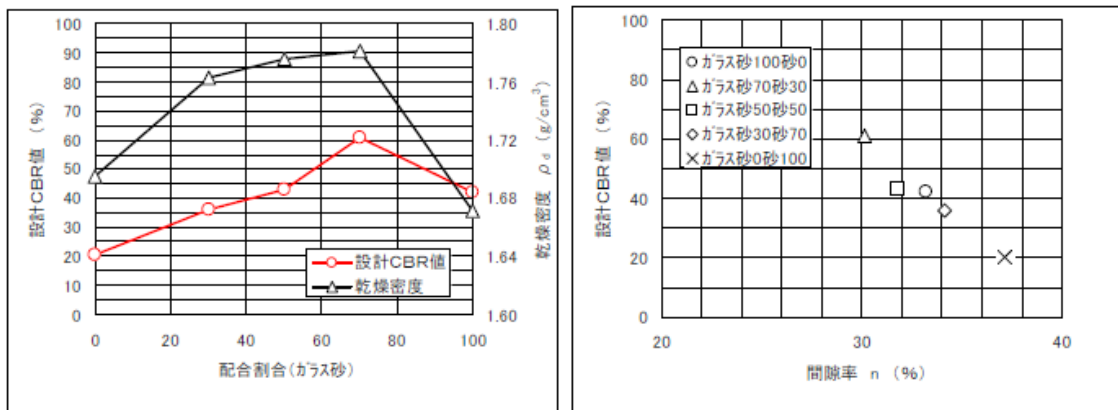 設計CBR値 (%)
100
90
80
70
60
50
40
30
20
10
0
1.80
1.76
1.72
1.68
1.64
1.60
乾燥密度 ρd (g/cm³)
設計CBR値
乾燥密度
0 20 40 60 80 100
配合割合(ガラス砂)
設計CBR値 (%)
100
80
60
40
20
0
ガラス砂100砂0
ガラス砂70砂30
ガラス砂50砂50
ガラス砂30砂70
ガラス砂0砂100
20 30 40
間隙率 n (%)